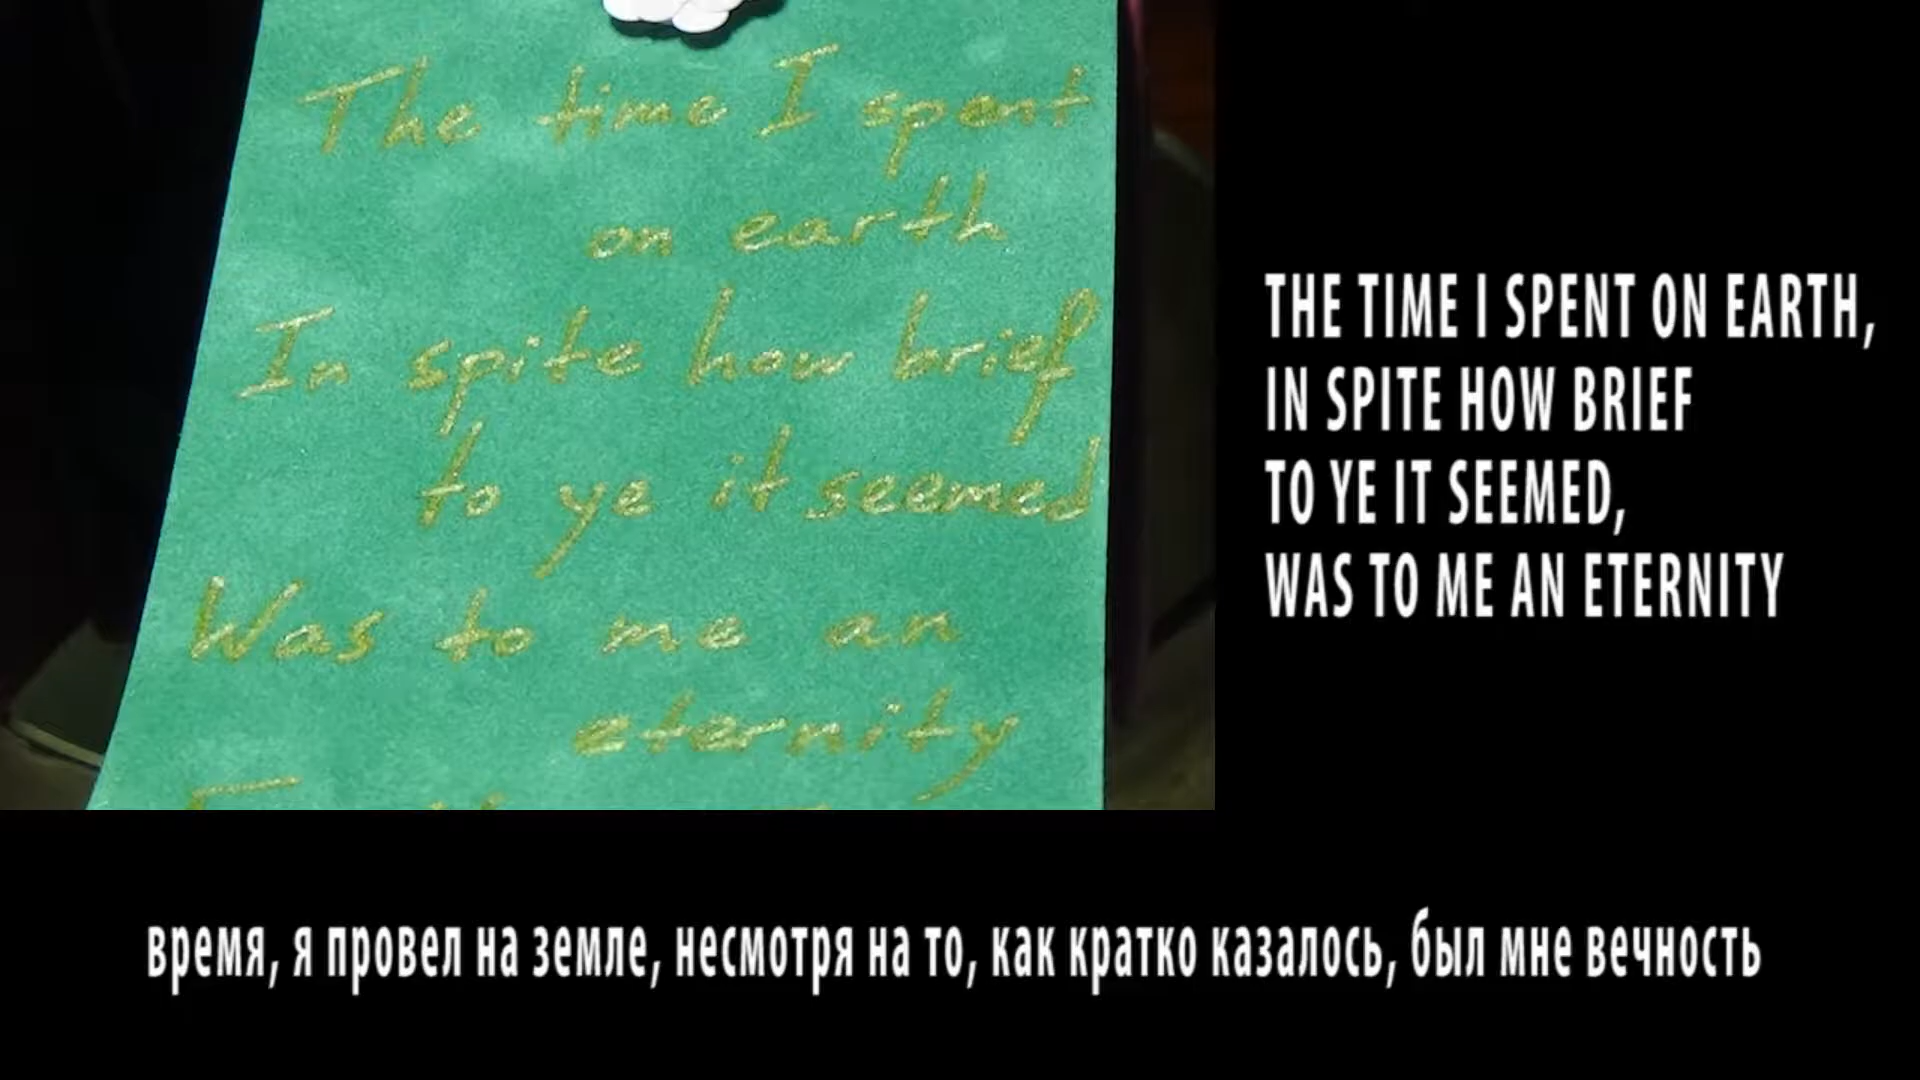 The time I spent
on earth
In spite how brief
to ye it seemed
Was to me an
eternity
THE TIME I SPENT ON EARTH,
IN SPITE HOW BRIEF
TO YE IT SEEMED,
WAS TO ME AN ETERNITY
время, я провел на земле, несмотря на то, как кратко казалось, был мне вечность